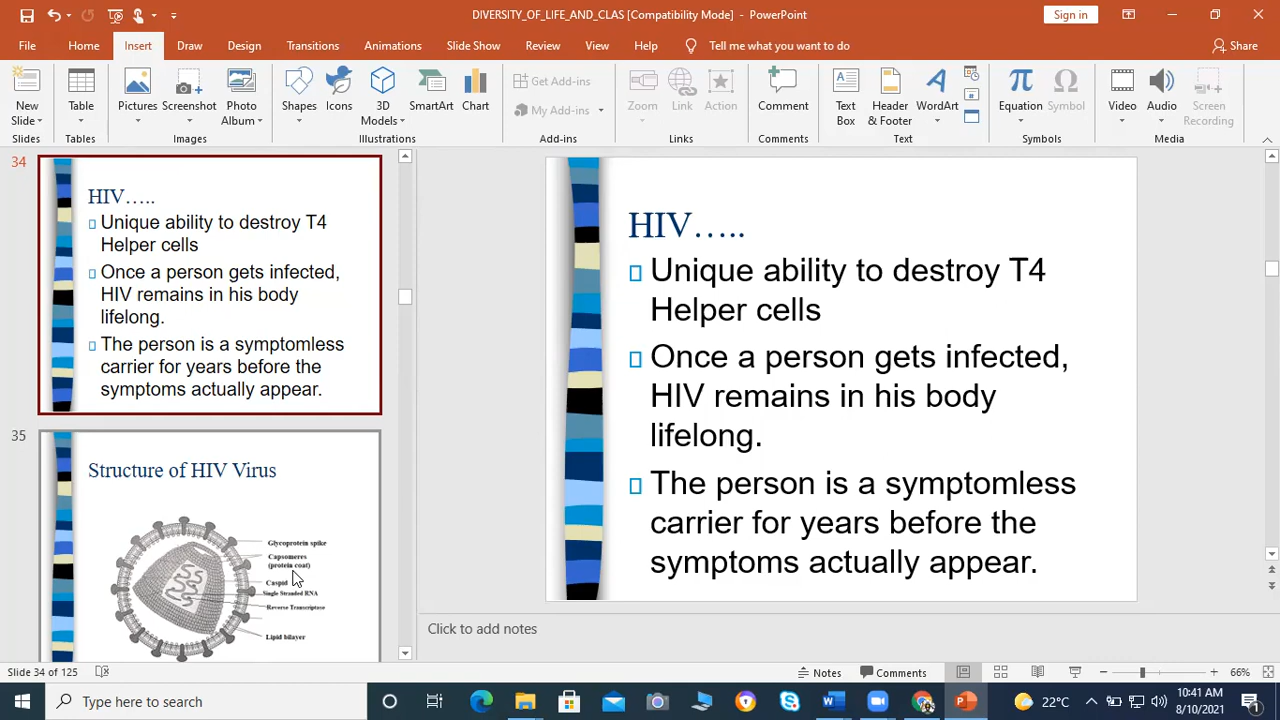 DIVERSITY_OF_LIFE_AND_CLAS [Compatibility Mode] - PowerPoint
Sign in
File Home Insert Draw Design Transitions Animations Slide Show Review View Help Tell me what you want to do Share
New Slide
Slides
Table
Tables
Pictures Screenshot Photo Album
Images
Shapes Icons 3D Models SmartArt Chart
Illustrations
Get Add-ins
My Add-ins
Add-ins
Zoom Link Action
Links
Comment
Comments
Text Box Header & Footer WordArt
Text
Equation Symbol
Symbols
Video Audio Screen Recording
Media
34
HIV…..
Unique ability to destroy T4
Helper cells
Once a person gets infected,
HIV remains in his body
lifelong.
The person is a symptomless
carrier for years before the
symptoms actually appear.
35
Structure of HIV Virus
Glycoprotein spike
Capsomeres
(protein coat)
Caspid
Single Stranded RNA
Reverse Transcriptose
Lipid bilayer
HIV…..
Unique ability to destroy T4
Helper cells
Once a person gets infected,
HIV remains in his body
lifelong.
The person is a symptomless
carrier for years before the
symptoms actually appear.
Click to add notes
Slide 34 of 125
Notes Comments 66%
Type here to search
22°C
10:41 AM
8/10/2021